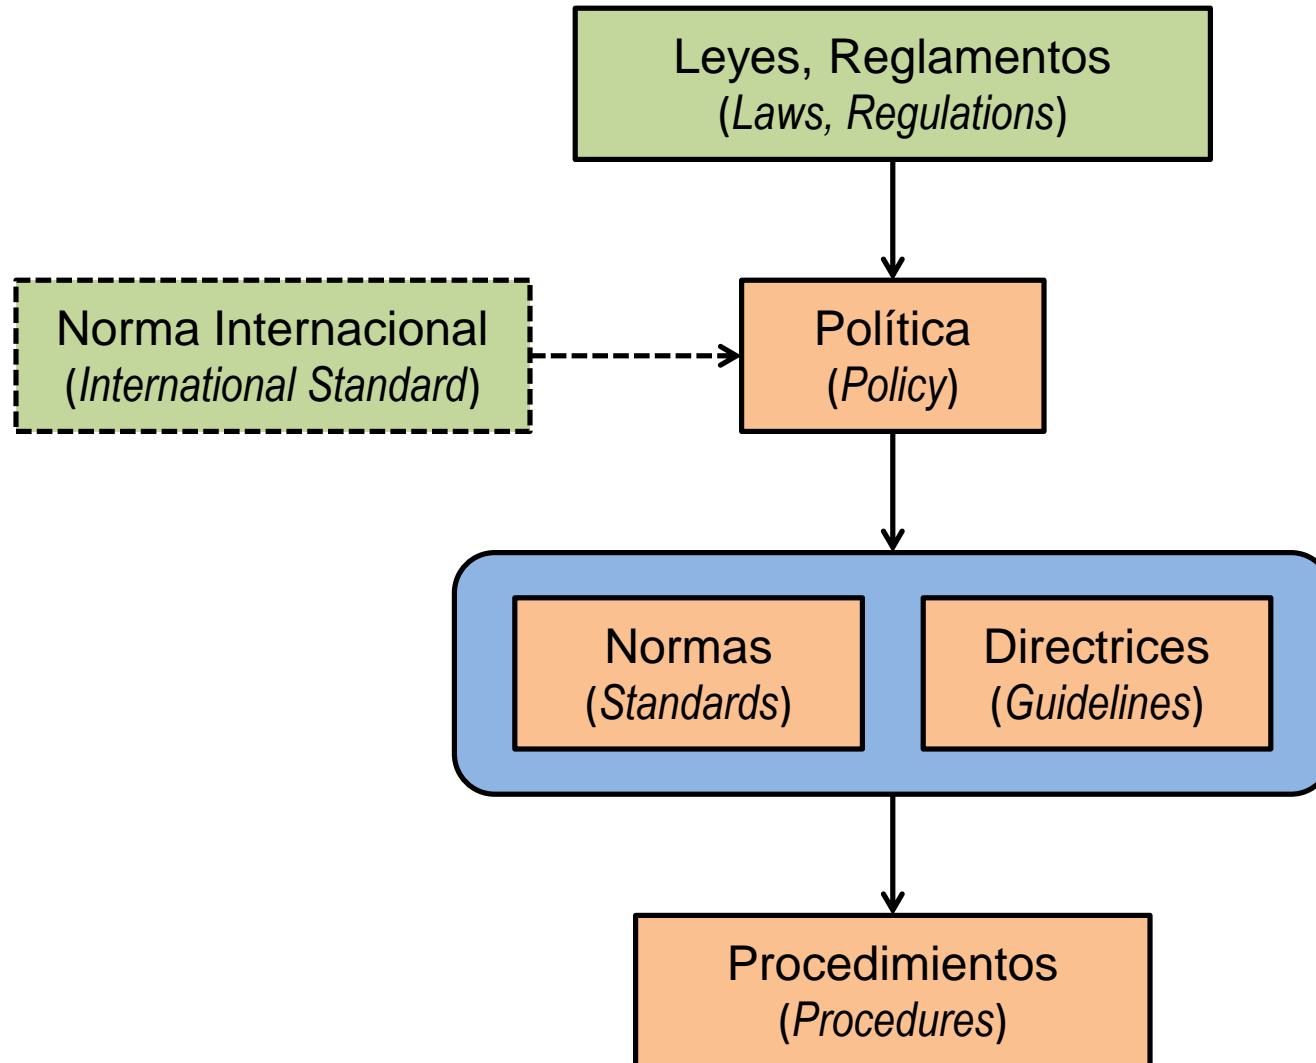 Leyes, Reglamentos
(Laws, Regulations)
Norma Internacional
(International Standard)
Política
(Policy)
Normas
(Standards)
Directrices
(Guidelines)
Procedimientos
(Procedures)